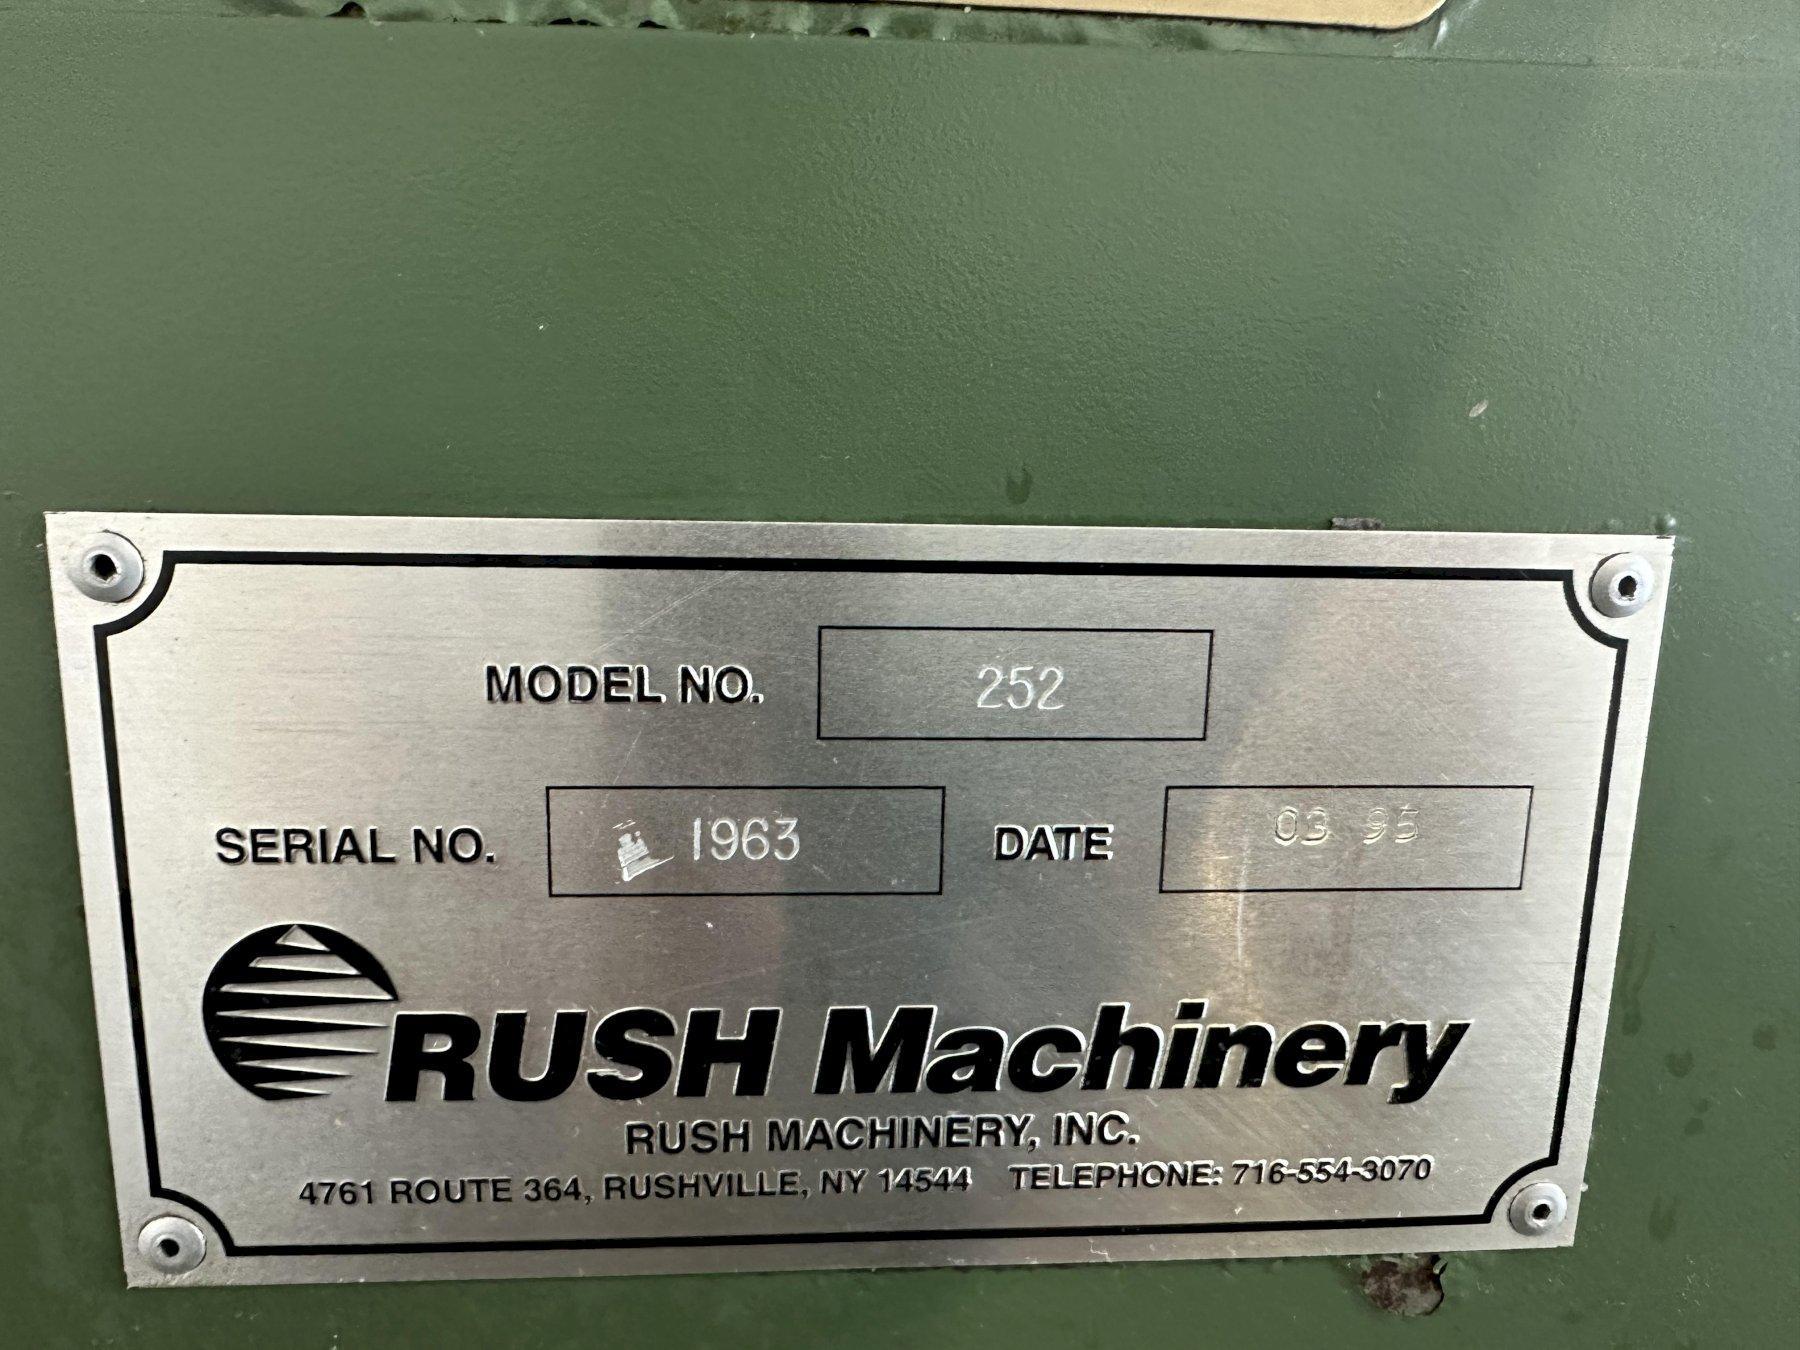 MODEL NO. 252
SERIAL NO. 1963 DATE 03 95
RUSH Machinery
RUSH MACHINERY, INC.
4761 ROUTE 364, RUSHVILLE, NY 14544 TELEPHONE: 716-554-3070